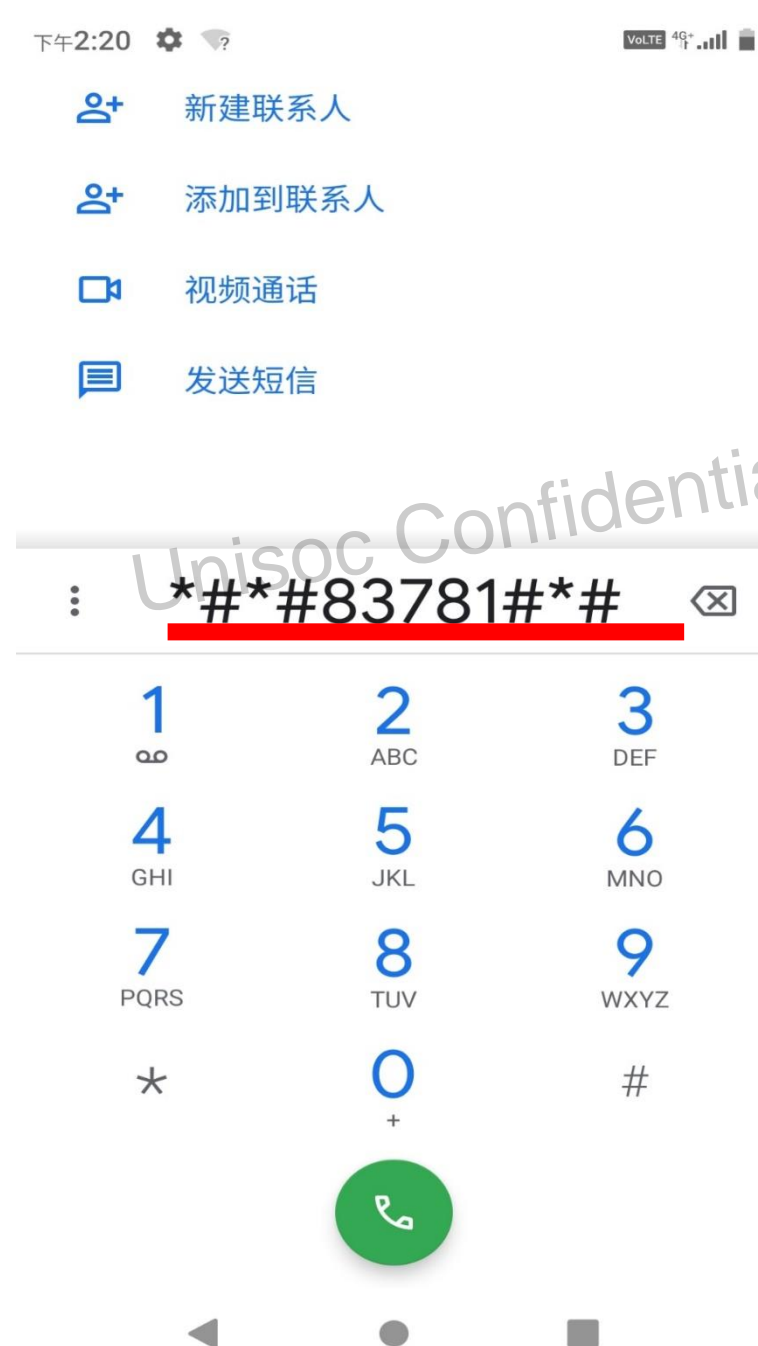 下午2:20 ? VoLTE 4G+
新建联系人
添加到联系人
视频通话
发送短信
Unisoc Confidentia
*#*#83781#*#
1 2 3
ABC DEF
4 5 6
GHI JKL MNO
7 8 9
PQRS TUV WXYZ
* 0 #
+